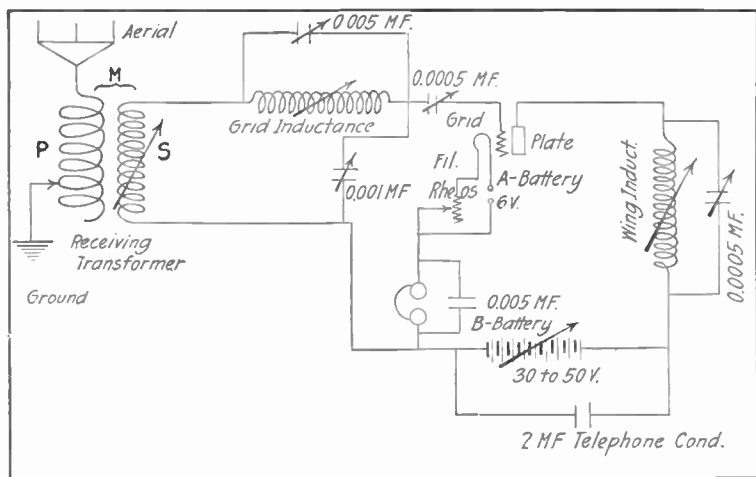 Aerial
0.005 MF.
M
P
S
Grid Inductance
0.0005 MF.
Grid
Plate
Fil.
Rheos
A-Battery
6V.
0.001 MF
Wing Induct.
0.0005 MF.
Receiving
Transformer
Ground
0.005 MF.
B-Battery
30 to 50 V.
2 MF Telephone Cond.